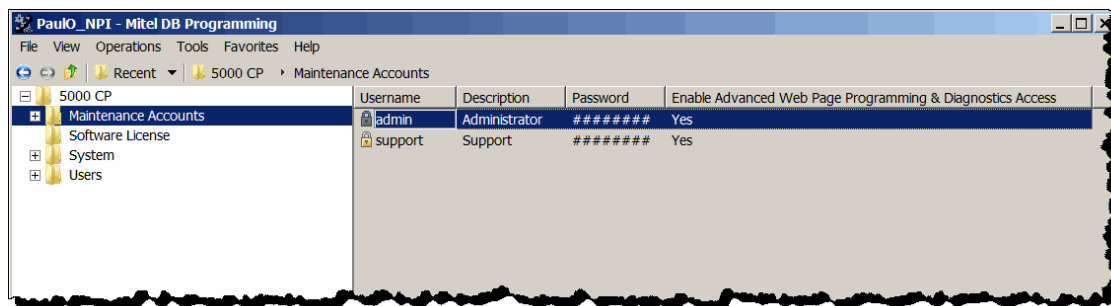 PaulO_NPI - Mitel DB Programming
File View Operations Tools Favorites Help
Recent 5000 CP Maintenance Accounts
5000 CP
Maintenance Accounts
Software License
System
Users
Username Description Password Enable Advanced Web Page Programming & Diagnostics Access
admin Administrator ######## Yes
support Support ######## Yes